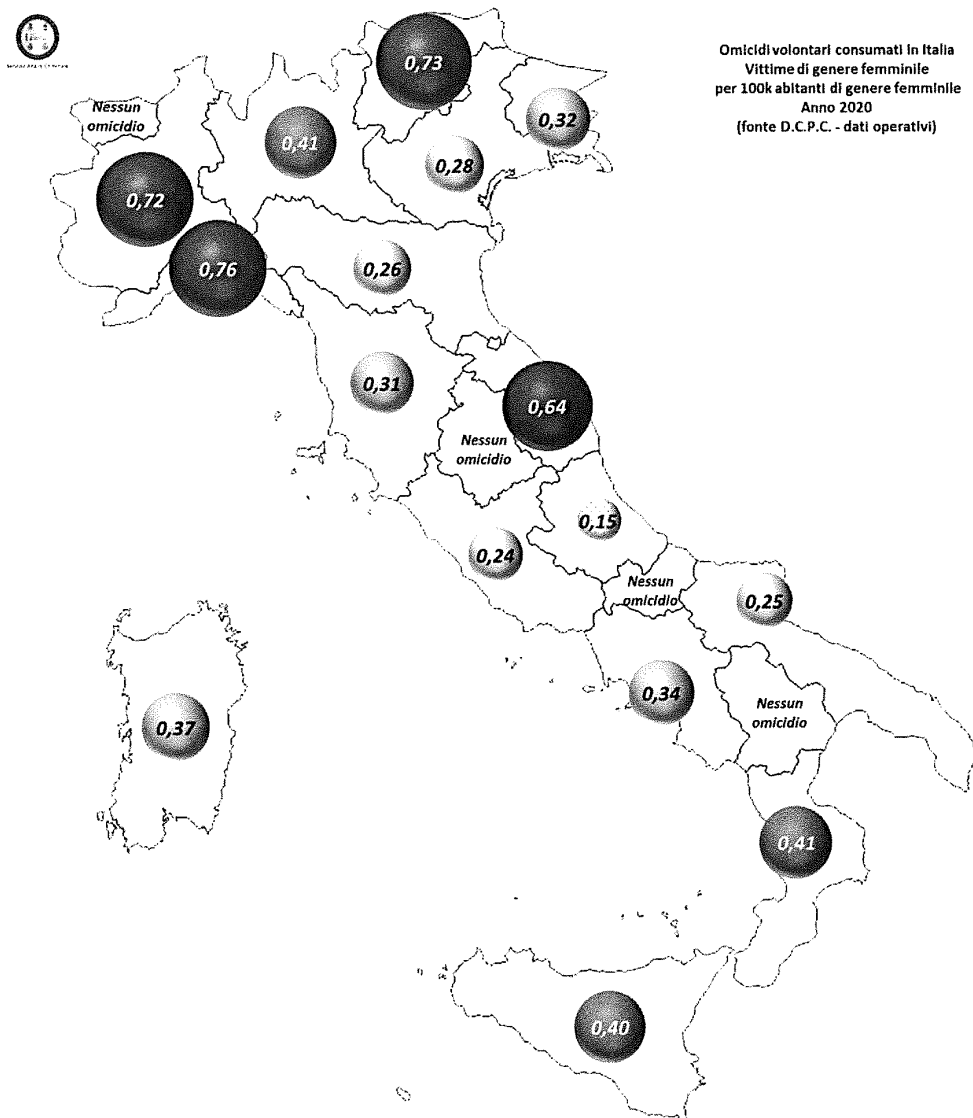 Omicidi volontari consumati in Italia
Vittime di genere femminile
per 100k abitanti di genere femminile
Anno 2020
(fonte D.C.P.C. - dati operativi)
0,73
Nessun
omicidio
0,32
0,41
0,28
0,72
0,76
0,26
0,31
0,64
Nessun
omicidio
0,15
0,24
Nessun
omicidio
0,25
0,34
Nessun
omicidio
0,37
0,41
0,40